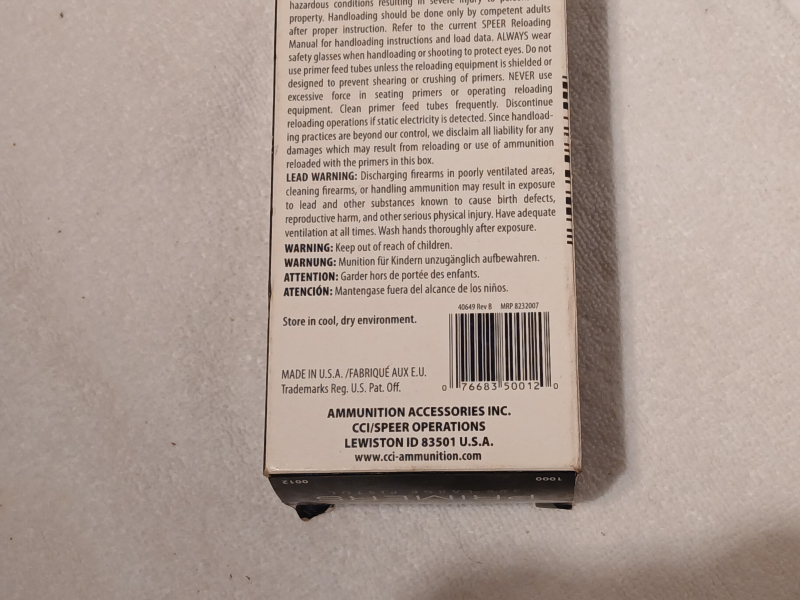 hazardous conditions resulting in severe injury to
property. Handloading should be done only by competent adults
after proper instruction. Refer to the current SPEER Reloading
Manual for handloading instructions and load data. ALWAYS wear
safety glasses when handloading or shooting to protect eyes. Do not
use primer feed tubes unless the reloading equipment is shielded or
designed to prevent shearing or crushing of primers. NEVER use
excessive force in seating primers or operating reloading
equipment. Clean primer feed tubes frequently. Discontinue
reloading operations if static electricity is detected. Since handload-
ing practices are beyond our control, we disclaim all liability for any
damages which may result from reloading or use of ammunition
reloaded with the primers in this box.
LEAD WARNING: Discharging firearms in poorly ventilated areas,
cleaning firearms, or handling ammunition may result in exposure
to lead and other substances known to cause birth defects,
reproductive harm, and other serious physical injury. Have adequate
ventilation at all times. Wash hands thoroughly after exposure.
WARNING: Keep out of reach of children.
WARNUNG: Munition für Kindern unzugänglich aufbewahren.
ATTENTION: Garder hors de portée des enfants.
ATENCIÓN: Mantengase fuera del alcance de los niños.
40649 Rev B MRP 8232007
Store in cool, dry environment.
MADE IN U.S.A. /FABRIQUÉ AUX E.U.
Trademarks Reg. U.S. Pat. Off.
0 76683 50012 0
AMMUNITION ACCESSORIES INC.
CCI/SPEER OPERATIONS
LEWISTON ID 83501 U.S.A.
www.cci-ammunition.com
0012 1000
PRIMERS